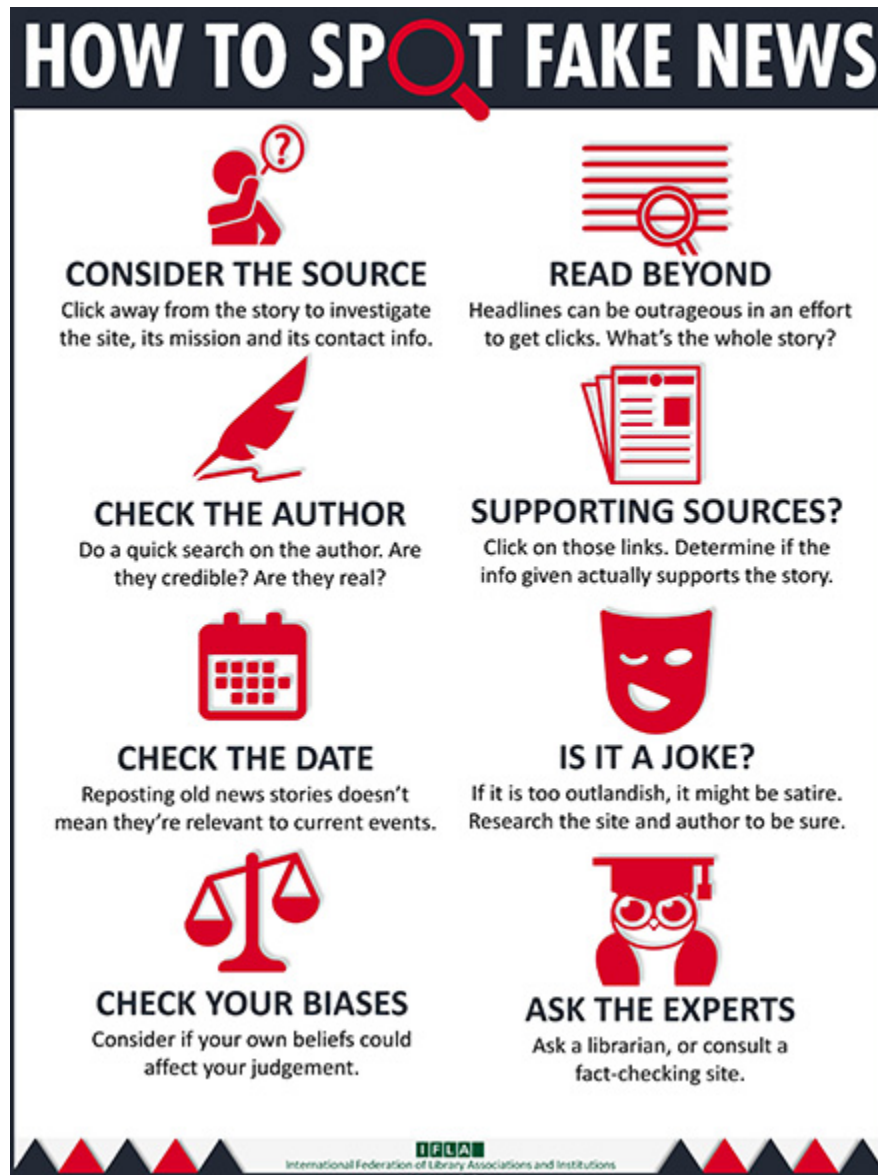 HOW TO SPOT FAKE NEWS
?
CONSIDER THE SOURCE
Click away from the story to investigate
the site, its mission and its contact info.
READ BEYOND
Headlines can be outrageous in an effort
to get clicks. What's the whole story?
CHECK THE AUTHOR
Do a quick search on the author. Are
they credible? Are they real?
SUPPORTING SOURCES?
Click on those links. Determine if the
info given actually supports the story.
CHECK THE DATE
Reposting old news stories doesn't
mean they're relevant to current events.
IS IT A JOKE?
If it is too outlandish, it might be satire.
Research the site and author to be sure.
CHECK YOUR BIASES
Consider if your own beliefs could
affect your judgement.
ASK THE EXPERTS
Ask a librarian, or consult a
fact-checking site.
IFLA
International Federation of Library Associations and Institutions